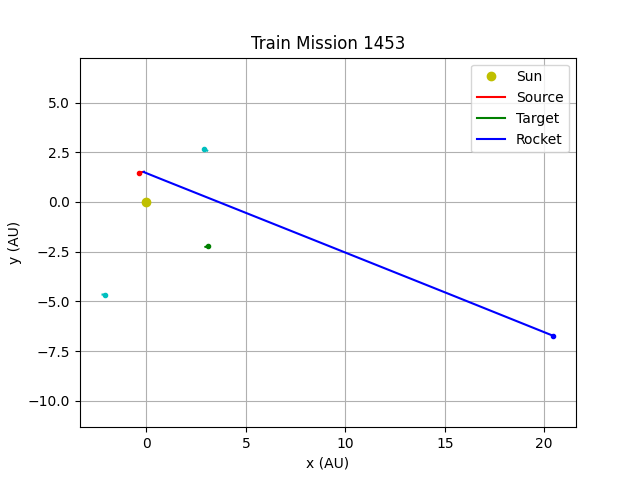 Train Mission 1453
Sun
Source
Target
Rocket
5.0
2.5
0.0
−2.5
−5.0
−7.5
−10.0
y (AU)
0 5 10 15 20
x (AU)